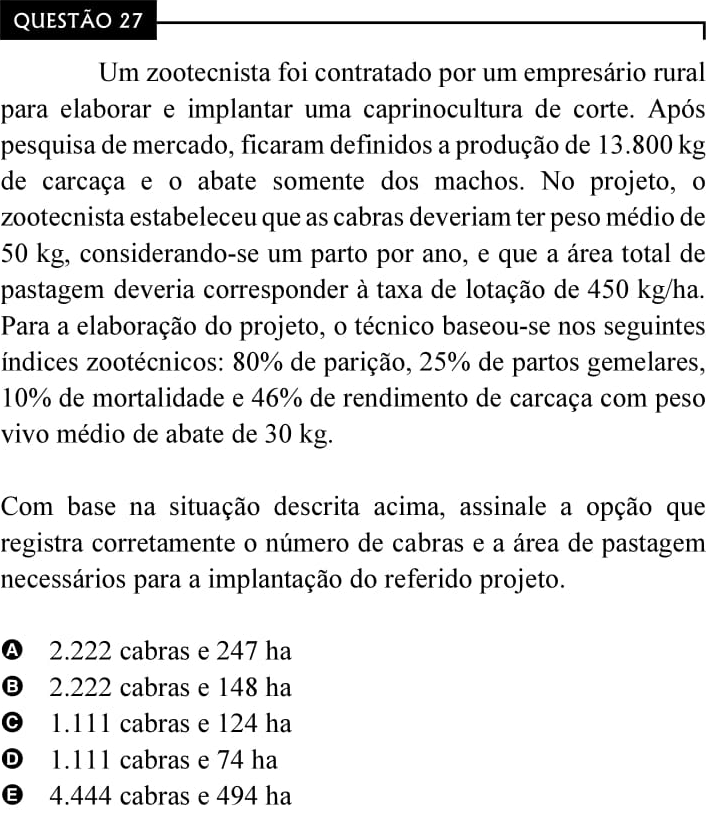 QUESTÃO 27
Um zootecnista foi contratado por um empresário rural
para elaborar e implantar uma caprinocultura de corte. Após
pesquisa de mercado, ficaram definidos a produção de 13.800 kg
de carcaça e o abate somente dos machos. No projeto, o
zootecnista estabeleceu que as cabras deveriam ter peso médio de
50 kg, considerando-se um parto por ano, e que a área total de
pastagem deveria corresponder à taxa de lotação de 450 kg/ha.
Para a elaboração do projeto, o técnico baseou-se nos seguintes
índices zootécnicos: 80% de parição, 25% de partos gemelares,
10% de mortalidade e 46% de rendimento de carcaça com peso
vivo médio de abate de 30 kg.
Com base na situação descrita acima, assinale a opção que
registra corretamente o número de cabras e a área de pastagem
necessários para a implantação do referido projeto.
A 2.222 cabras e 247 ha
B 2.222 cabras e 148 ha
C 1.111 cabras e 124 ha
D 1.111 cabras e 74 ha
E 4.444 cabras e 494 ha